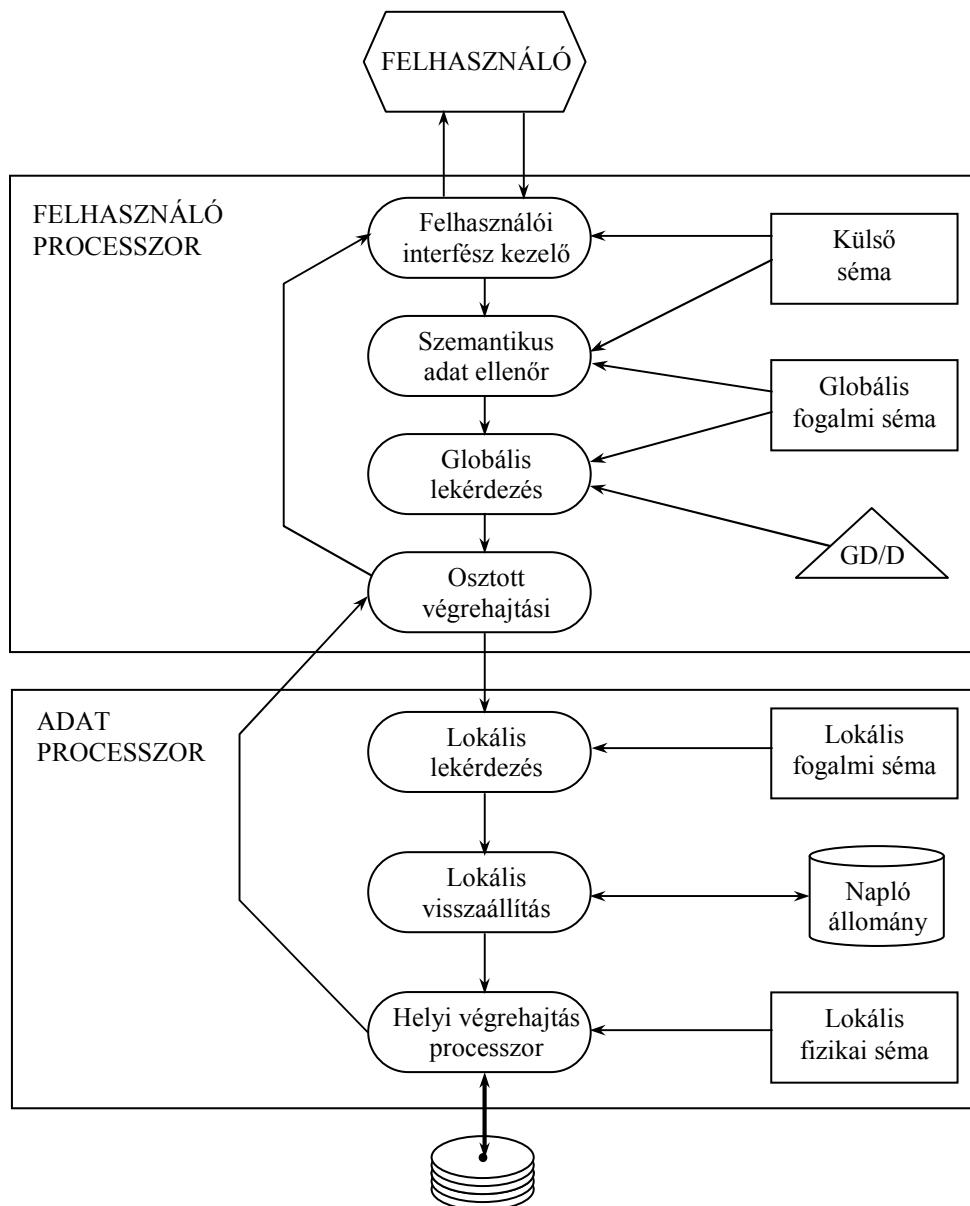 FELHASZNÁLÓ
FELHASZNÁLÓ
PROCESSZOR
Felhasználói
interfész kezelő
Külső
séma
Szemantikus
adat ellenőr
Globális
fogalmi séma
Globális
lekérdezés
GD/D
Osztott
végrehajtási
ADAT
PROCESSZOR
Lokális
lekérdezés
Lokális
fogalmi séma
Lokális
visszaállítás
Napló
állomány
Helyi végrehajtás
processzor
Lokális
fizikai séma